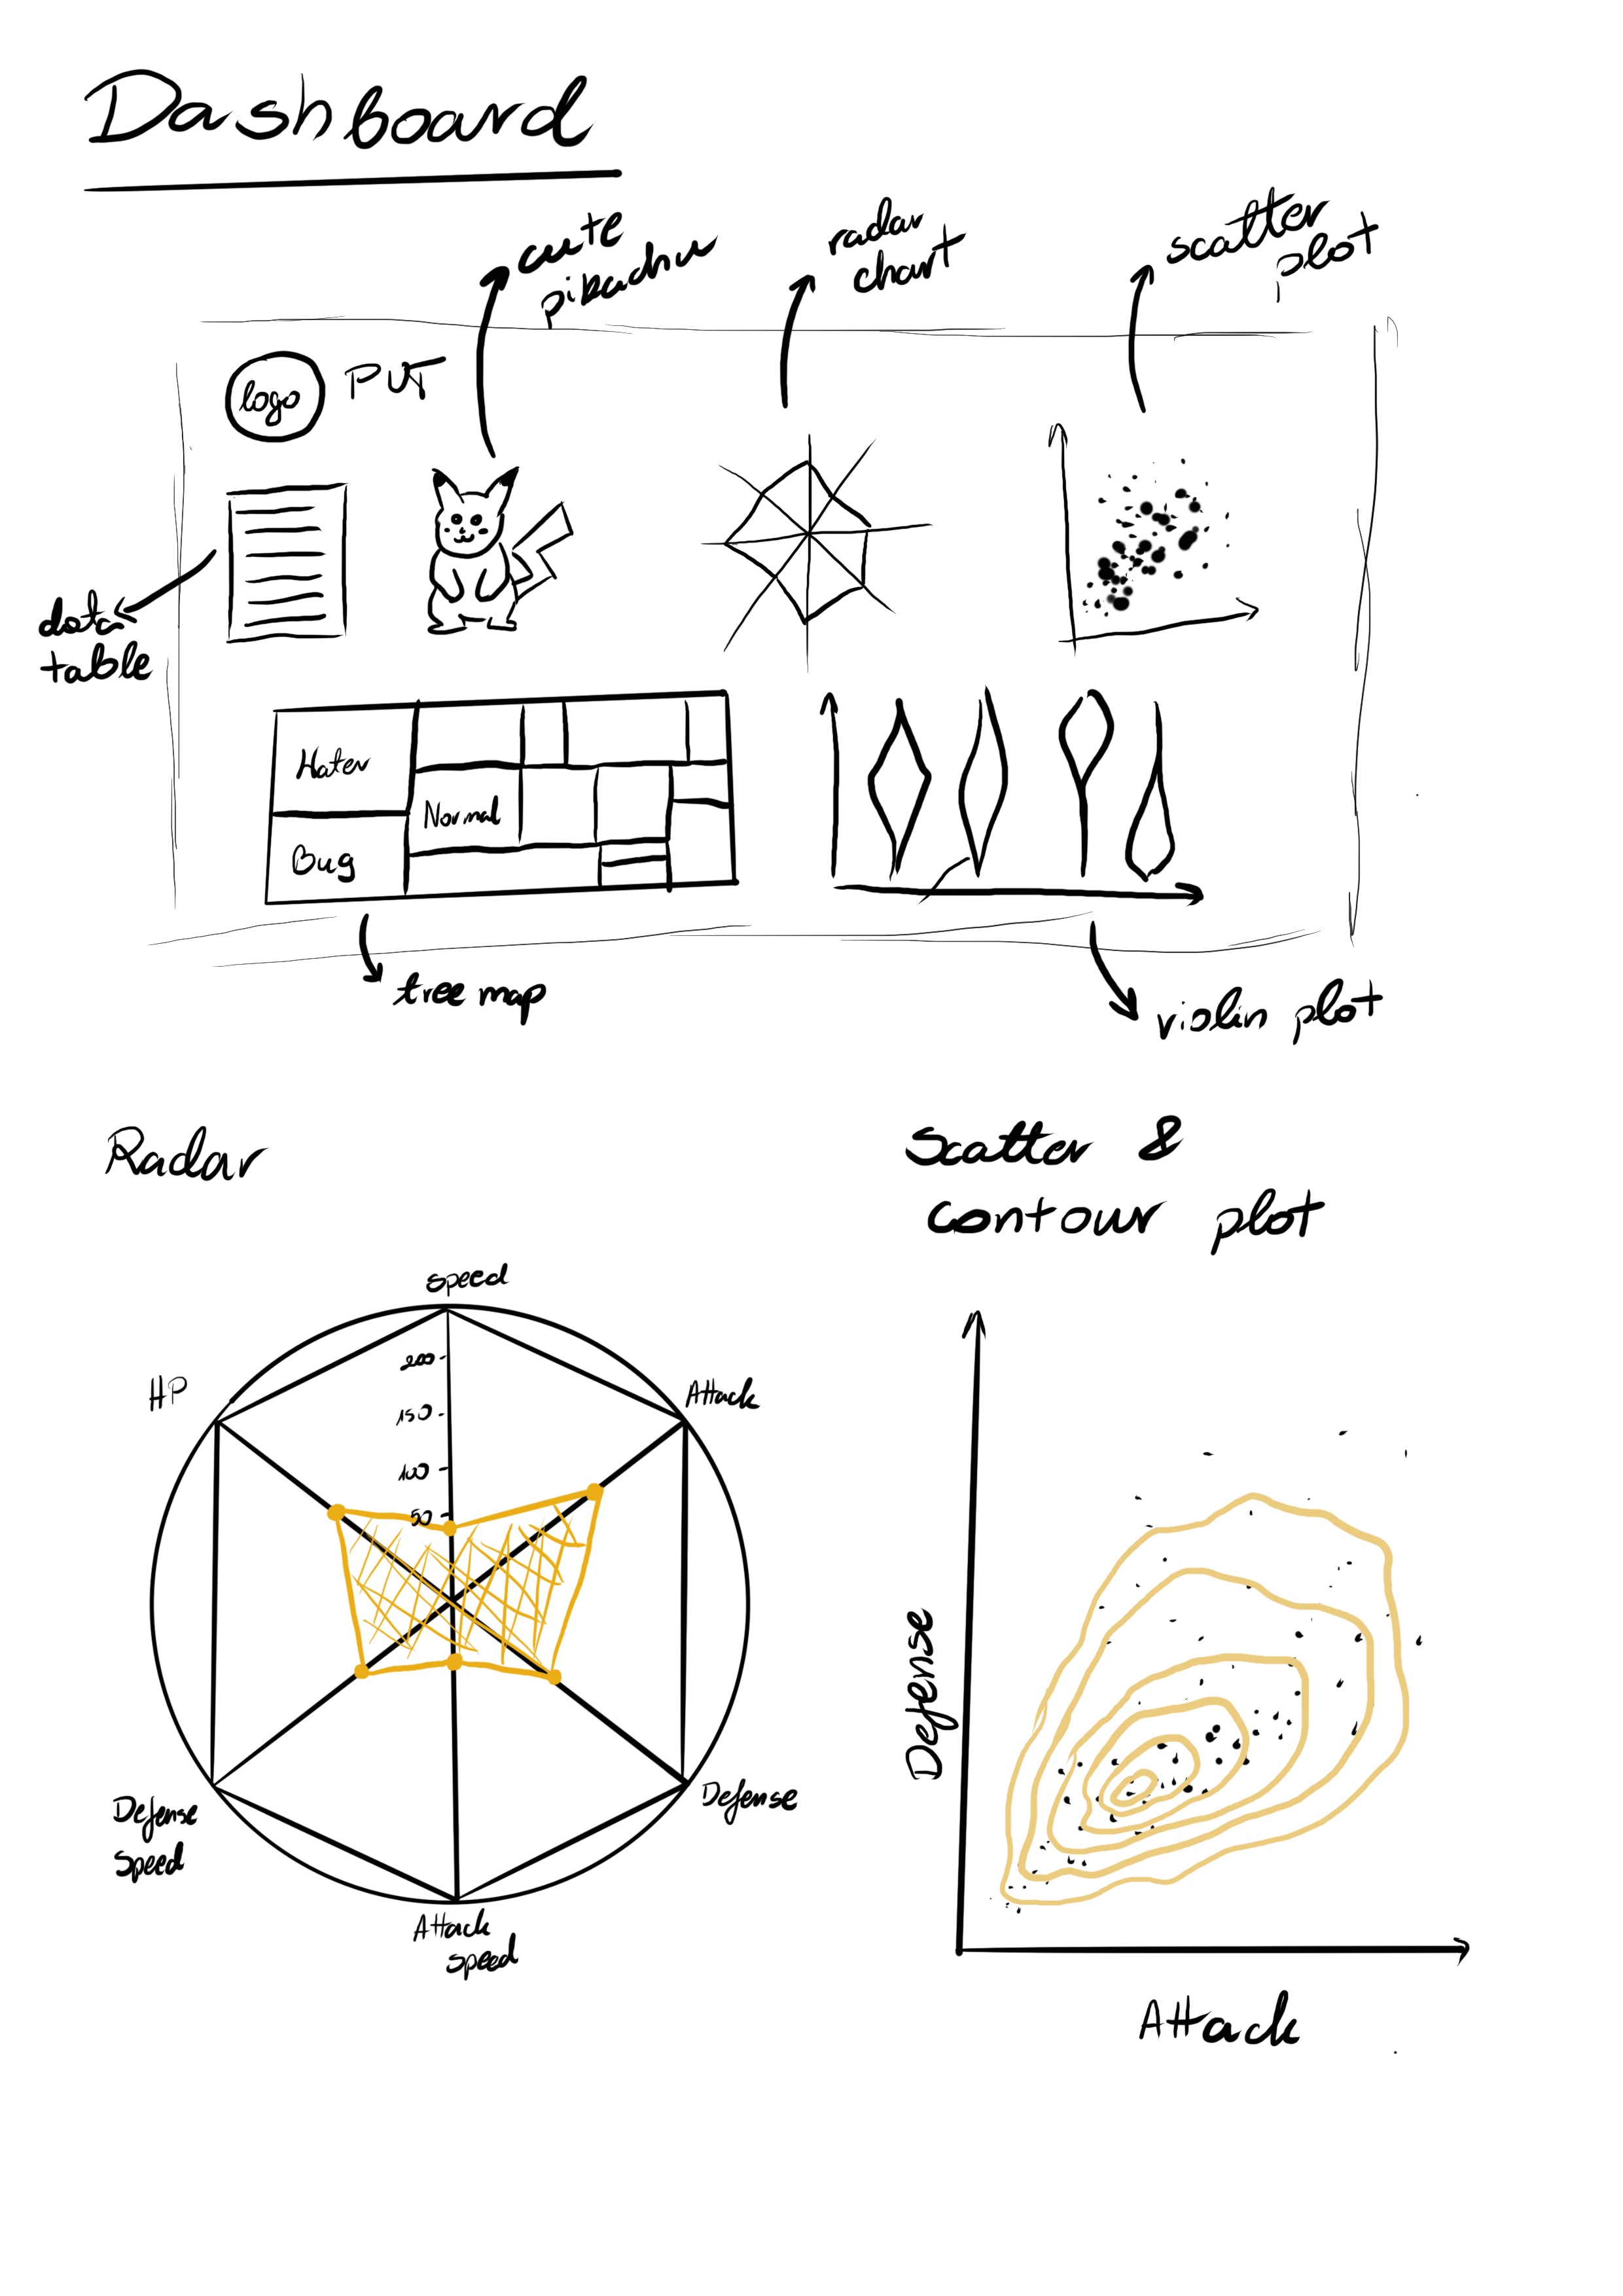 Dashboard
cute
pikachu
radar
chart
scatter
plot
logo
PUT
data
table
Water
Normal
Bug
tree map
violin plot
Radar
Scatter &
contour plot
speed
200
HP
Attack
150
100
50
Defense
Defense
Speed
Attack
speed
Defense
Attack